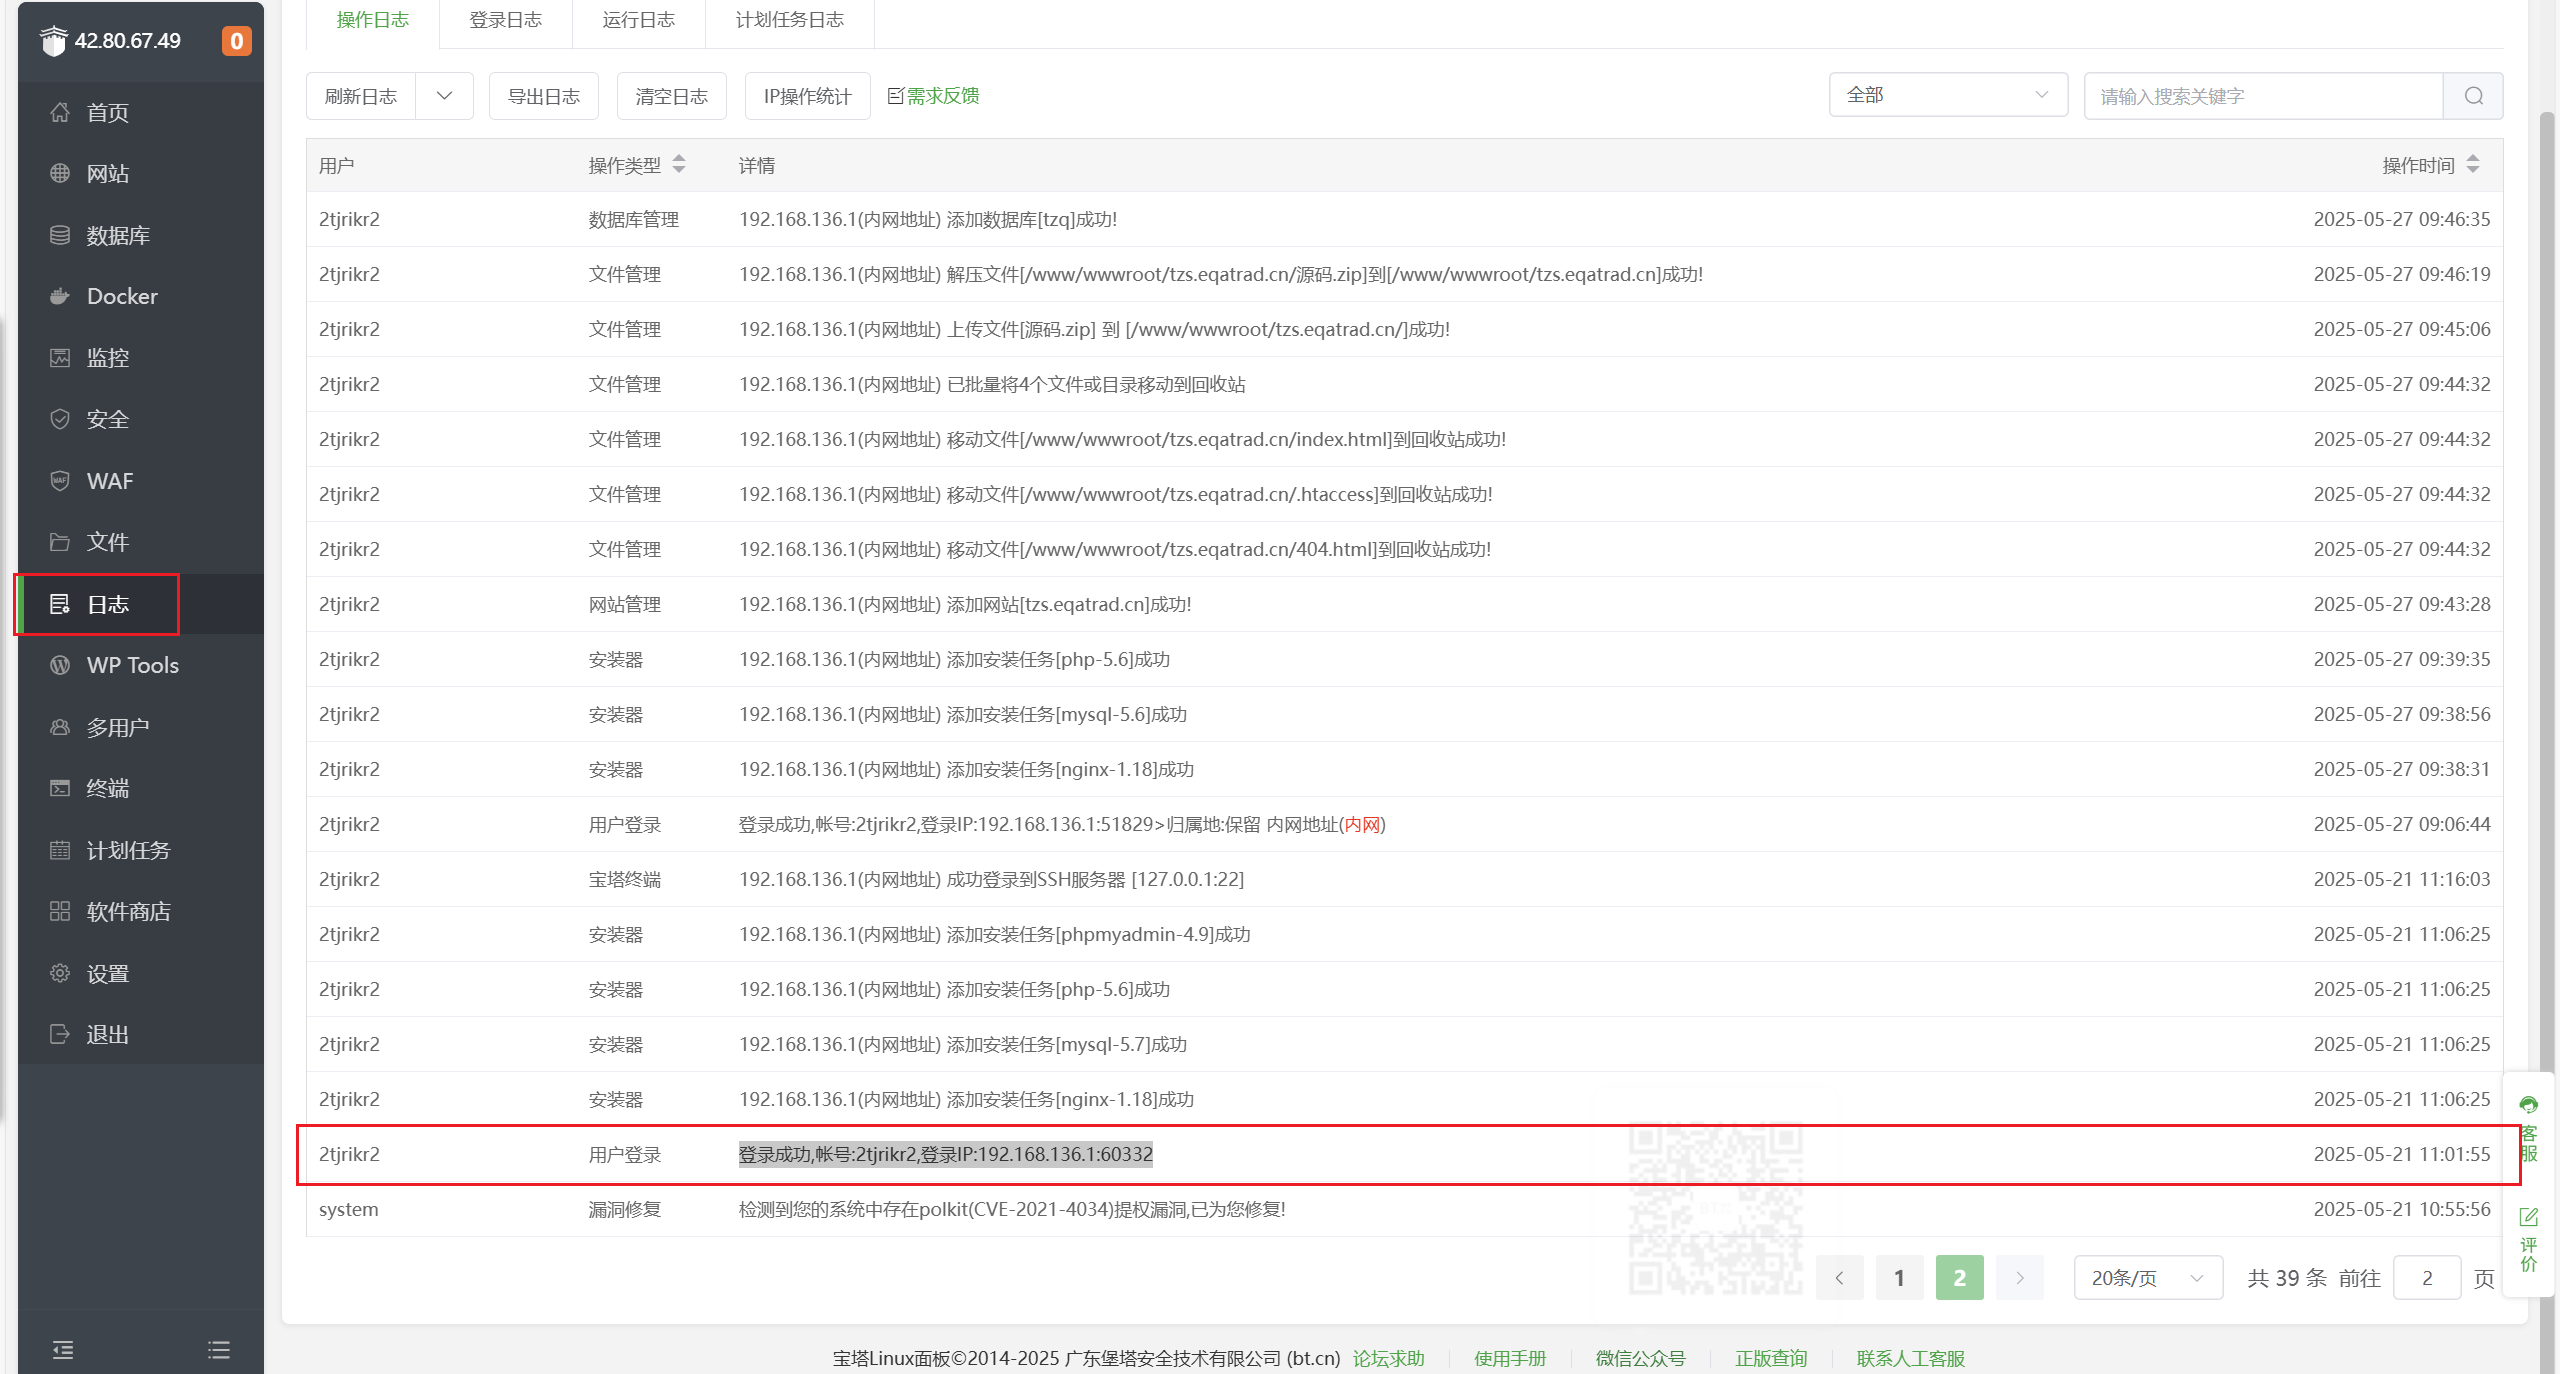 42.80.67.49
0
首页
网站
数据库
Docker
监控
安全
WAF
文件
日志
WP Tools
多用户
终端
计划任务
软件商店
设置
退出
操作日志 登录日志 运行日志 计划任务日志
刷新日志 导出日志 清空日志 IP操作统计 需求反馈 全部 请输入搜索关键字
用户 操作类型 详情 操作时间
2tjrikr2 数据库管理 192.168.136.1(内网地址) 添加数据库[tzq]成功! 2025-05-27 09:46:35
2tjrikr2 文件管理 192.168.136.1(内网地址) 解压文件[/www/wwwroot/tzs.eqatrad.cn/源码.zip]到[/www/wwwroot/tzs.eqatrad.cn]成功! 2025-05-27 09:46:19
2tjrikr2 文件管理 192.168.136.1(内网地址) 上传文件[源码.zip] 到 [/www/wwwroot/tzs.eqatrad.cn/]成功! 2025-05-27 09:45:06
2tjrikr2 文件管理 192.168.136.1(内网地址) 已批量将4个文件或目录移动到回收站 2025-05-27 09:44:32
2tjrikr2 文件管理 192.168.136.1(内网地址) 移动文件[/www/wwwroot/tzs.eqatrad.cn/index.html]到回收站成功! 2025-05-27 09:44:32
2tjrikr2 文件管理 192.168.136.1(内网地址) 移动文件[/www/wwwroot/tzs.eqatrad.cn/.htaccess]到回收站成功! 2025-05-27 09:44:32
2tjrikr2 文件管理 192.168.136.1(内网地址) 移动文件[/www/wwwroot/tzs.eqatrad.cn/404.html]到回收站成功! 2025-05-27 09:44:32
2tjrikr2 网站管理 192.168.136.1(内网地址) 添加网站[tzs.eqatrad.cn]成功! 2025-05-27 09:43:28
2tjrikr2 安装器 192.168.136.1(内网地址) 添加安装任务[php-5.6]成功 2025-05-27 09:39:35
2tjrikr2 安装器 192.168.136.1(内网地址) 添加安装任务[mysql-5.6]成功 2025-05-27 09:38:56
2tjrikr2 安装器 192.168.136.1(内网地址) 添加安装任务[nginx-1.18]成功 2025-05-27 09:38:31
2tjrikr2 用户登录 登录成功,帐号:2tjrikr2,登录IP:192.168.136.1:51829>归属地:保留 内网地址(内网) 2025-05-27 09:06:44
2tjrikr2 宝塔终端 192.168.136.1(内网地址) 成功登录到SSH服务器 [127.0.0.1:22] 2025-05-21 11:16:03
2tjrikr2 安装器 192.168.136.1(内网地址) 添加安装任务[phpmyadmin-4.9]成功 2025-05-21 11:06:25
2tjrikr2 安装器 192.168.136.1(内网地址) 添加安装任务[php-5.6]成功 2025-05-21 11:06:25
2tjrikr2 安装器 192.168.136.1(内网地址) 添加安装任务[mysql-5.7]成功 2025-05-21 11:06:25
2tjrikr2 安装器 192.168.136.1(内网地址) 添加安装任务[nginx-1.18]成功 2025-05-21 11:06:25
2tjrikr2 用户登录 登录成功,帐号:2tjrikr2,登录IP:192.168.136.1:60332 2025-05-21 11:01:55
system 漏洞修复 检测到您的系统中存在polkit(CVE-2021-4034)提权漏洞,已为您修复! 2025-05-21 10:55:56
1 2 20条/页 共 39 条 前往 2 页
客服
评价
宝塔Linux面板©2014-2025 广东堡塔安全技术有限公司 (bt.cn) 论坛求助 使用手册 微信公众号 正版查询 联系人工客服